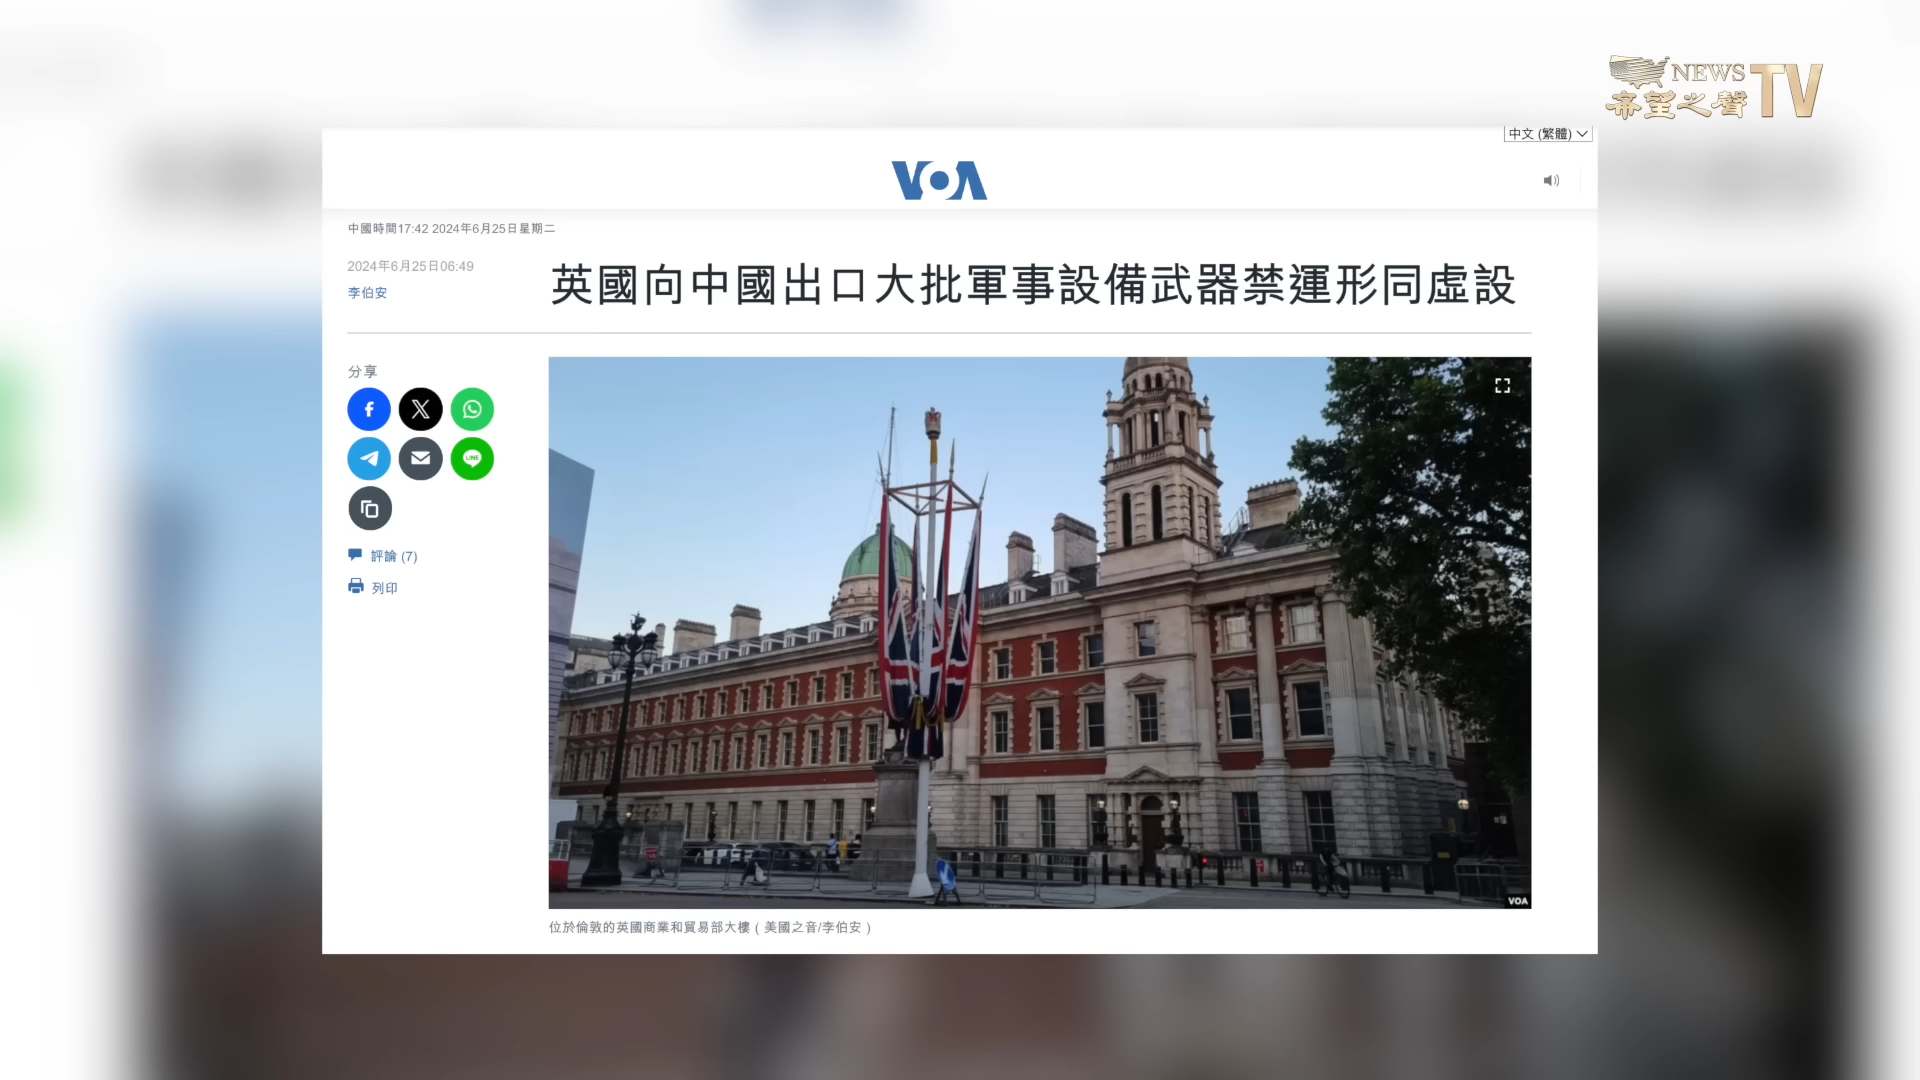 NEWS
希望之聲TV
中文 (繁體)
VOA
中國時間17:42 2024年6月25日星期二
2024年6月25日06:49
李伯安
英國向中國出口大批軍事設備武器禁運形同虛設
分享
LINE
評論 (7)
列印
VOA
位於倫敦的英國商業和貿易部大樓 ( 美國之音/李伯安 )